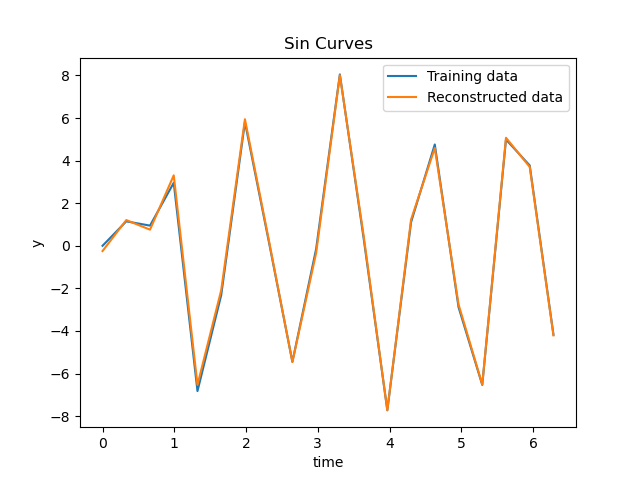 Sin Curves
Training data
Reconstructed data
8
6
4
2
0
−2
−4
−6
−8
y
0 1 2 3 4 5 6
time